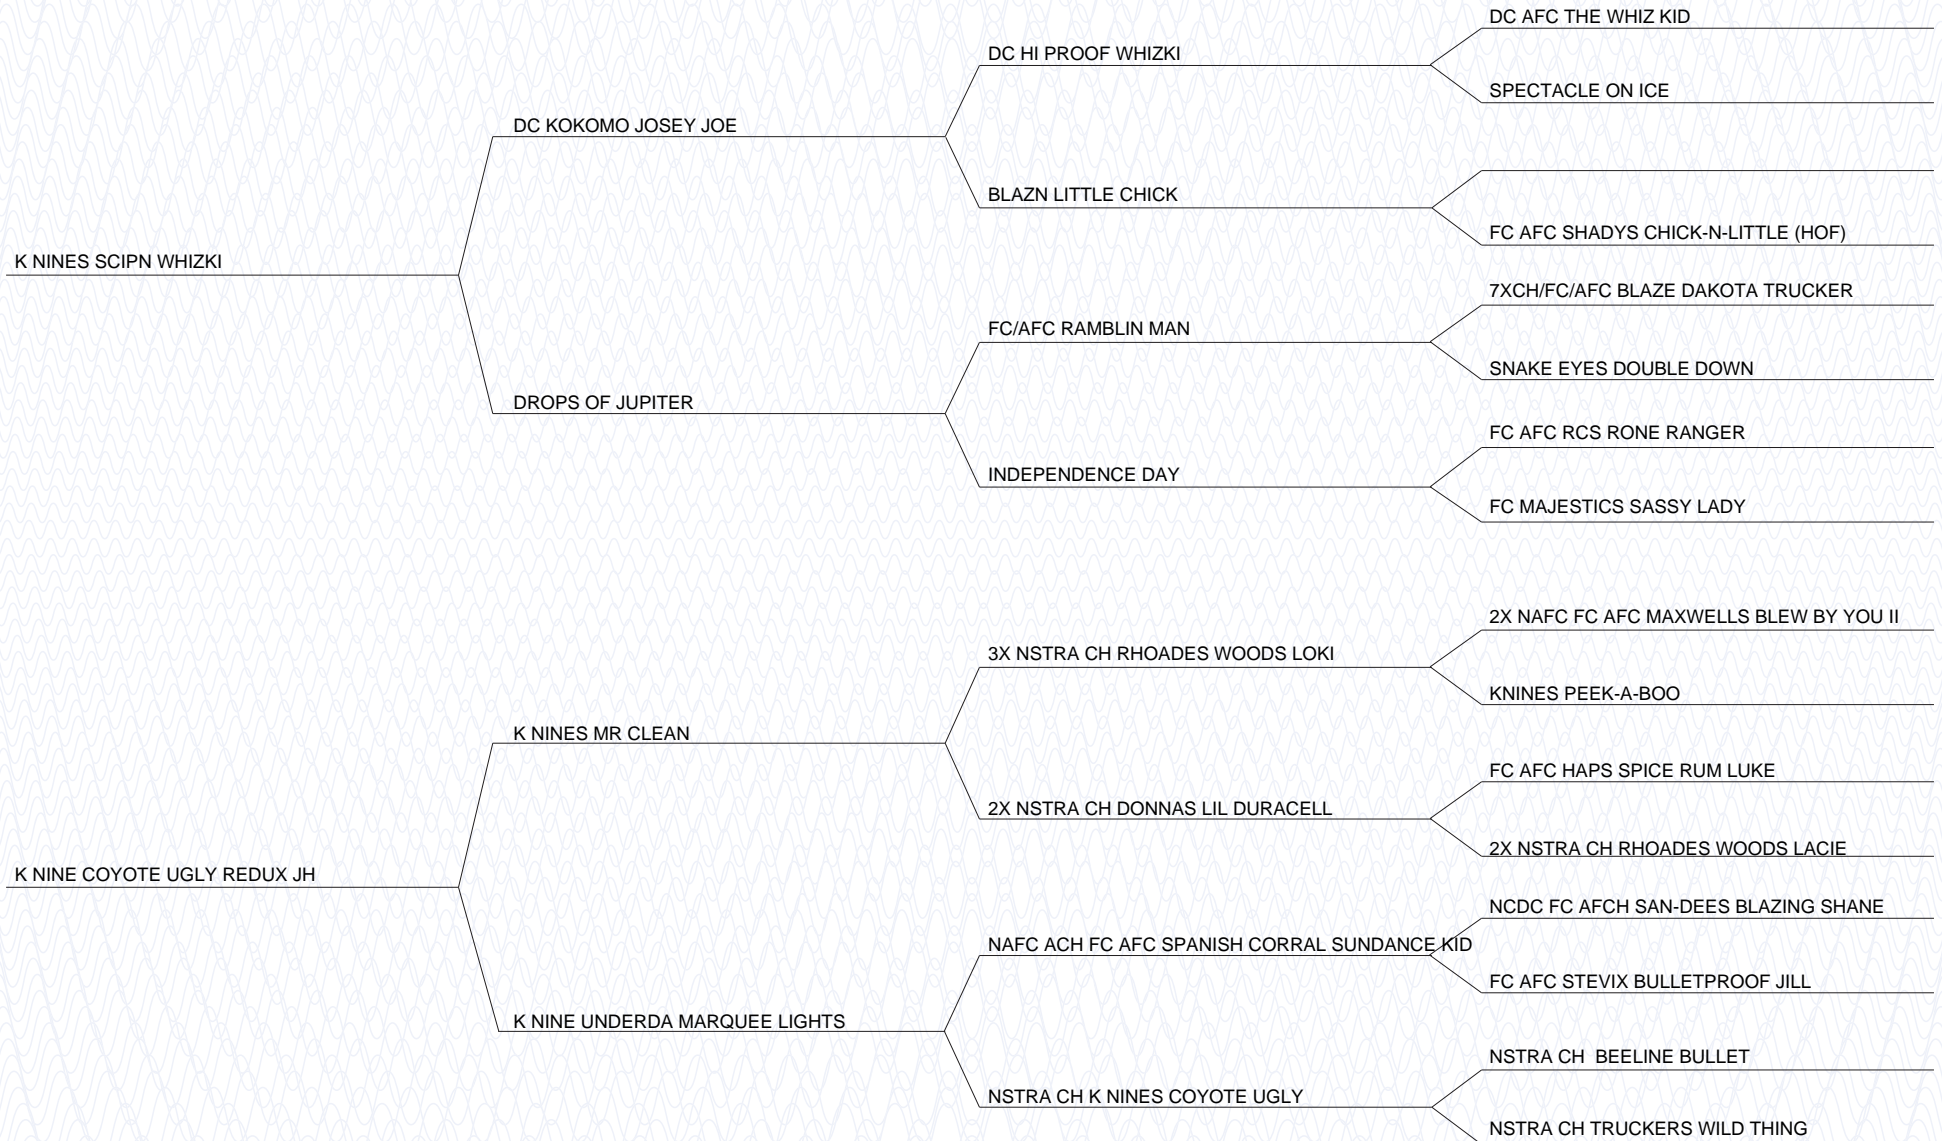 DC AFC THE WHIZ KID
DC HI PROOF WHIZKI
SPECTACLE ON ICE
DC KOKOMO JOSEY JOE
BLAZN LITTLE CHICK
FC AFC SHADYS CHICK-N-LITTLE (HOF)
K NINES SCIPN WHIZKI
7XCH/FC/AFC BLAZE DAKOTA TRUCKER
FC/AFC RAMBLIN MAN
SNAKE EYES DOUBLE DOWN
DROPS OF JUPITER
FC AFC RCS RONE RANGER
INDEPENDENCE DAY
FC MAJESTICS SASSY LADY
2X NAFC FC AFC MAXWELLS BLEW BY YOU II
3X NSTRA CH RHOADES WOODS LOKI
KNINES PEEK-A-BOO
K NINES MR CLEAN
FC AFC HAPS SPICE RUM LUKE
2X NSTRA CH DONNAS LIL DURACELL
2X NSTRA CH RHOADES WOODS LACIE
K NINE COYOTE UGLY REDUX JH
NCDC FC AFCH SAN-DEES BLAZING SHANE
NAFC ACH FC AFC SPANISH CORRAL SUNDANCE KID
FC AFC STEVIX BULLETPROOF JILL
K NINE UNDERDA MARQUEE LIGHTS
NSTRA CH  BEELINE BULLET
NSTRA CH K NINES COYOTE UGLY
NSTRA CH TRUCKERS WILD THING